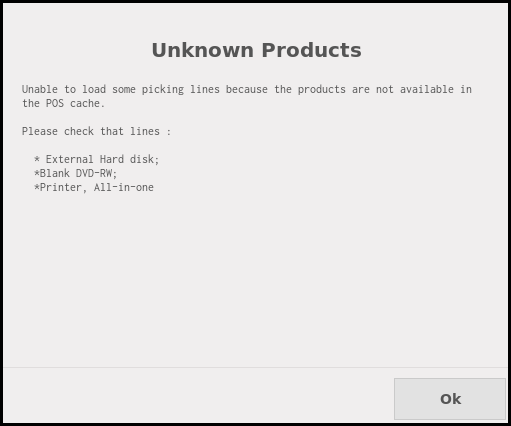 Unknown Products
Unable to load some picking lines because the products are not available in
the POS cache.
Please check that lines :
* External Hard disk;
*Blank DVD-RW;
*Printer, All-in-one
Ok